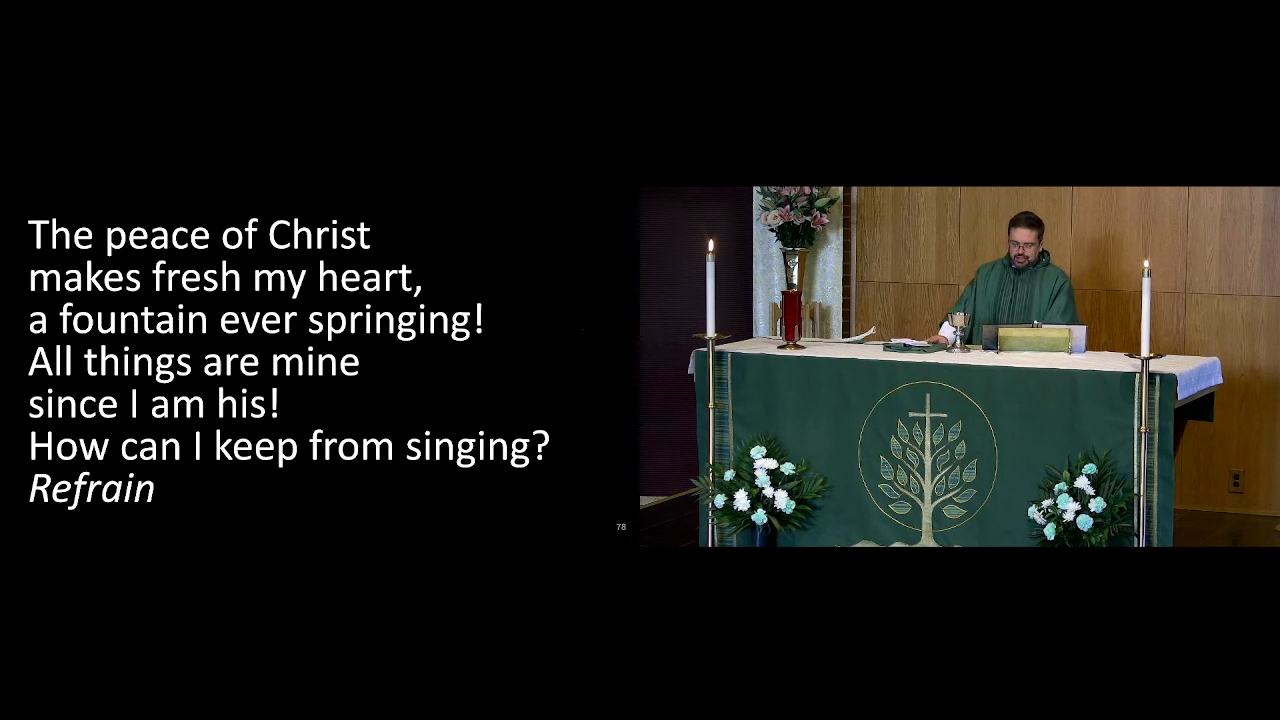 The peace of Christ
makes fresh my heart,
a fountain ever springing!
All things are mine
since I am his!
How can I keep from singing?
Refrain
78